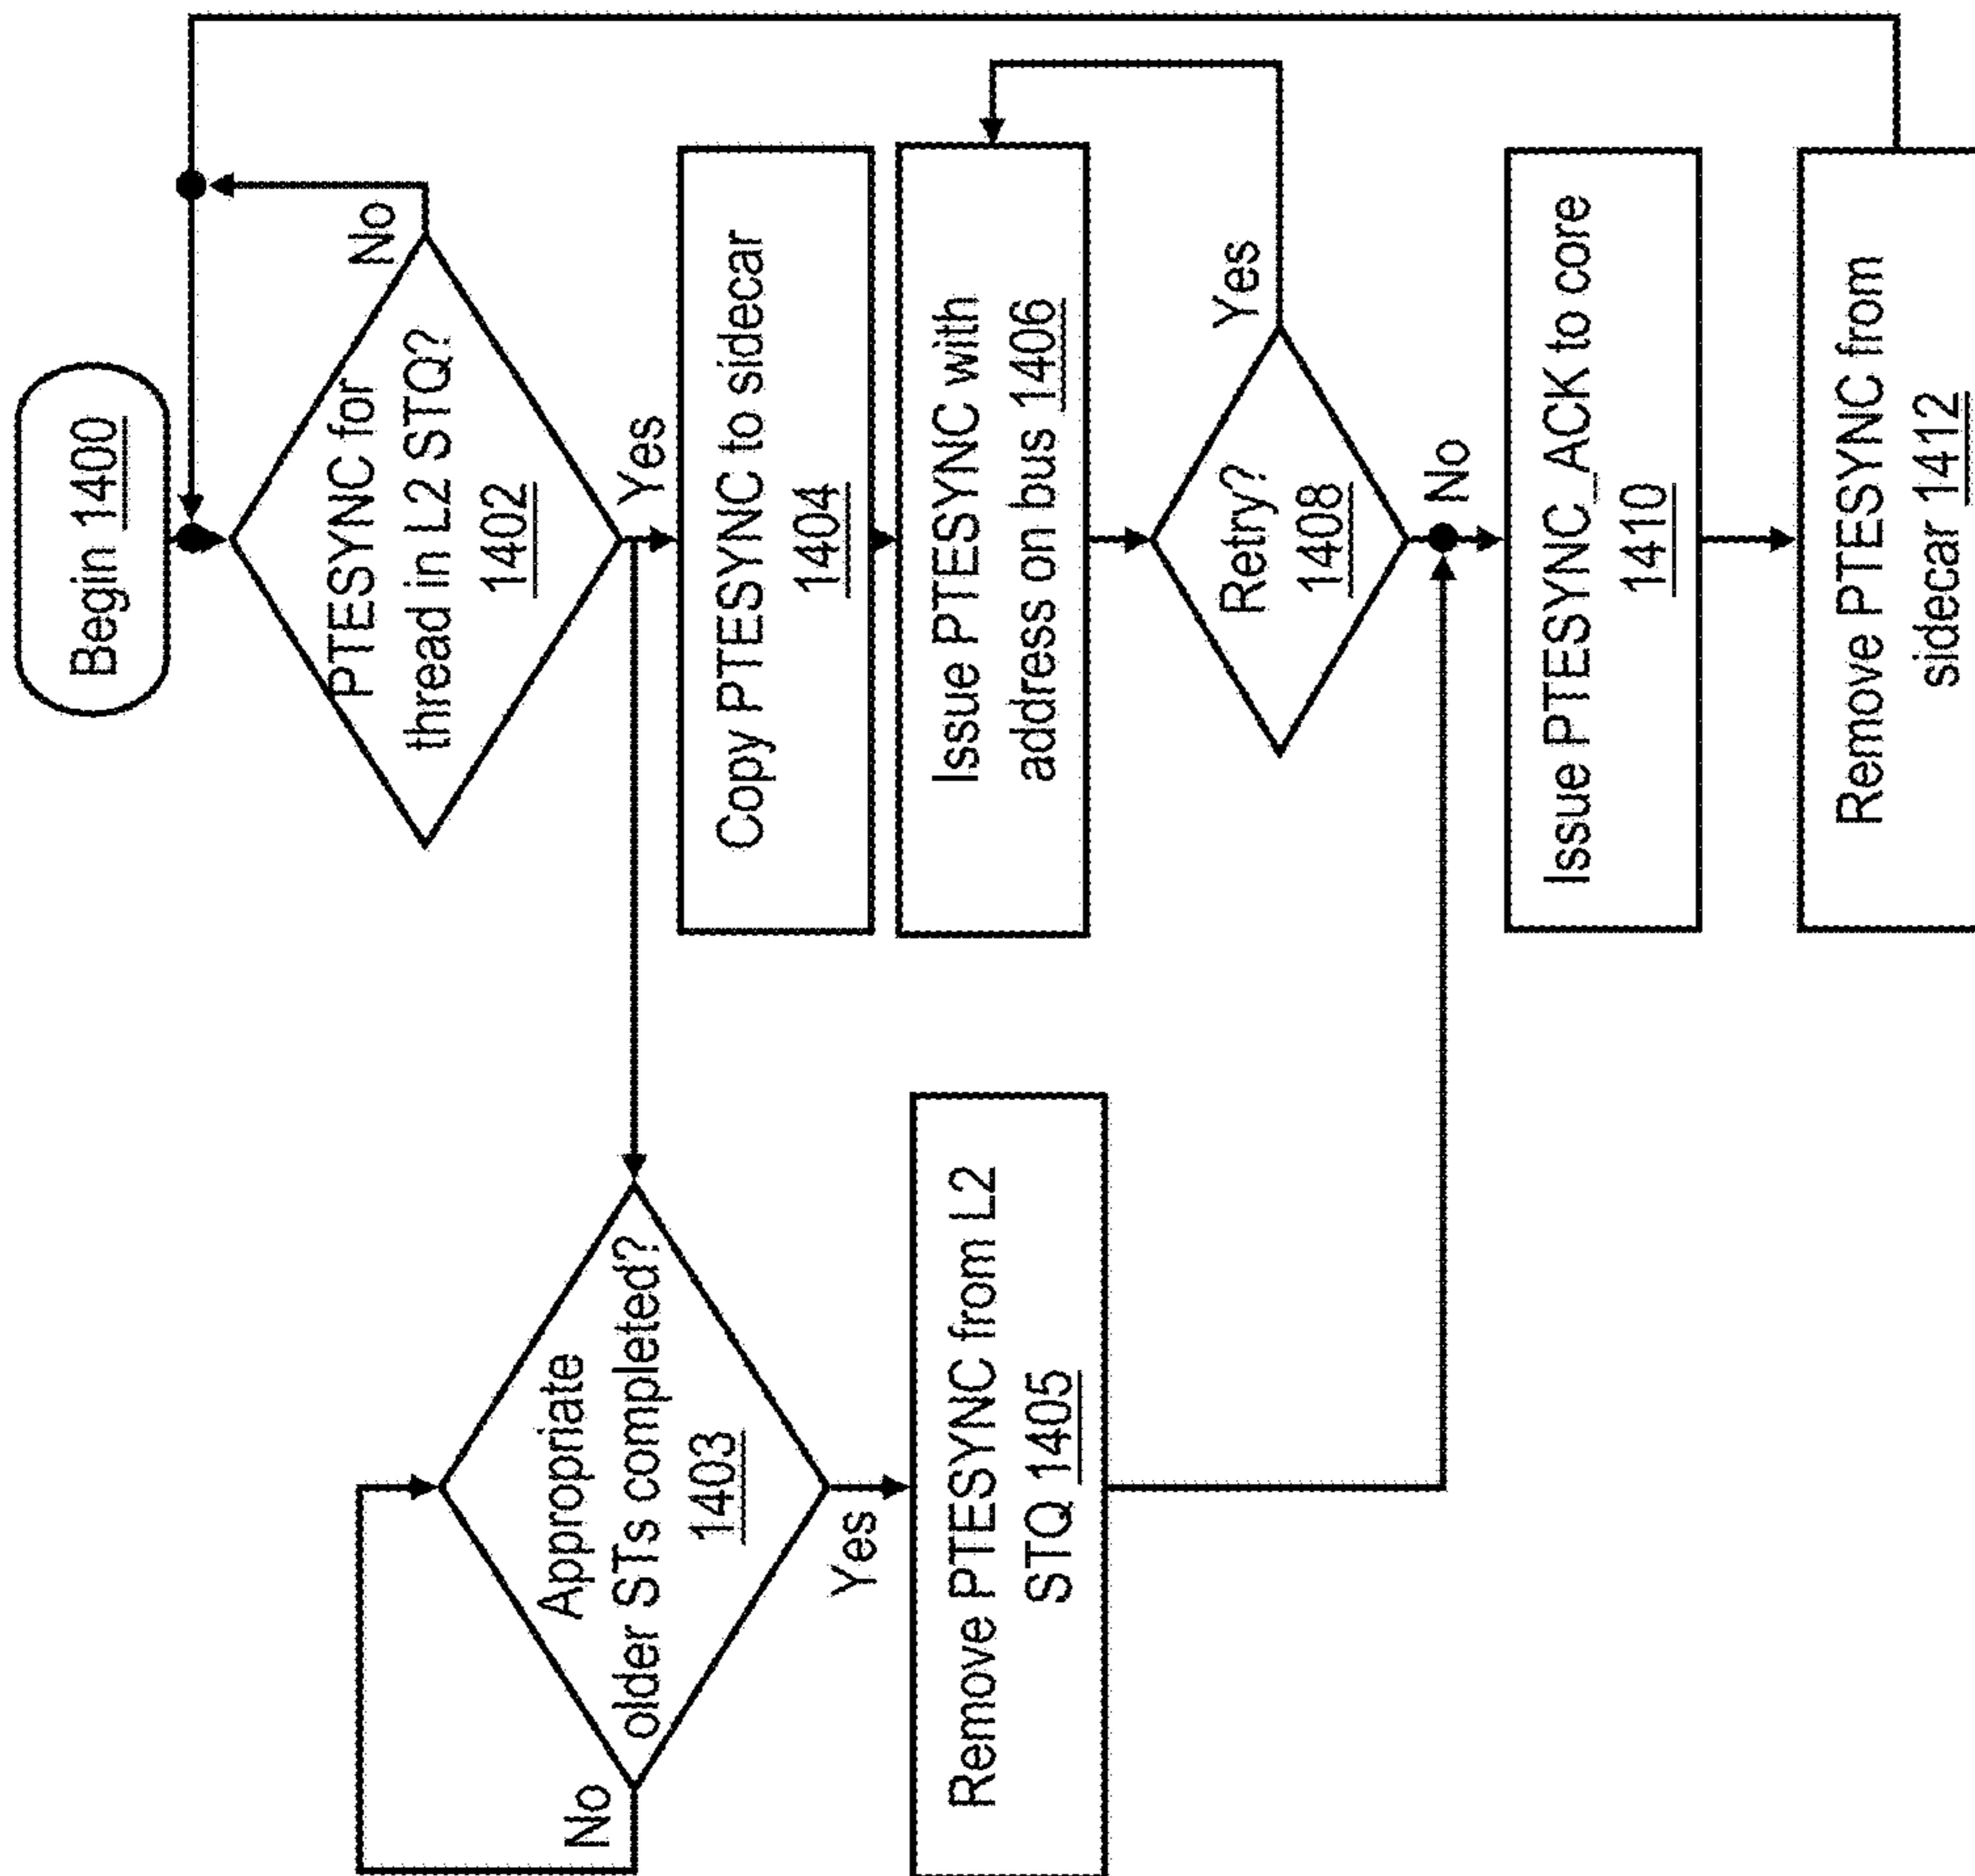 Begin 1400
PTESYNC for
thread in L2 STQ?
1402
No
Yes
Copy PTESYNC to sidecar
1404
Issue PTESYNC with
address on bus 1406
Retry?
1408
Yes
No
Issue PTESYNC_ACK to core
1410
Remove PTESYNC from
sidecar 1412
Appropriate
older STs completed?
1403
No
Yes
Remove PTESYNC from L2
STQ 1405